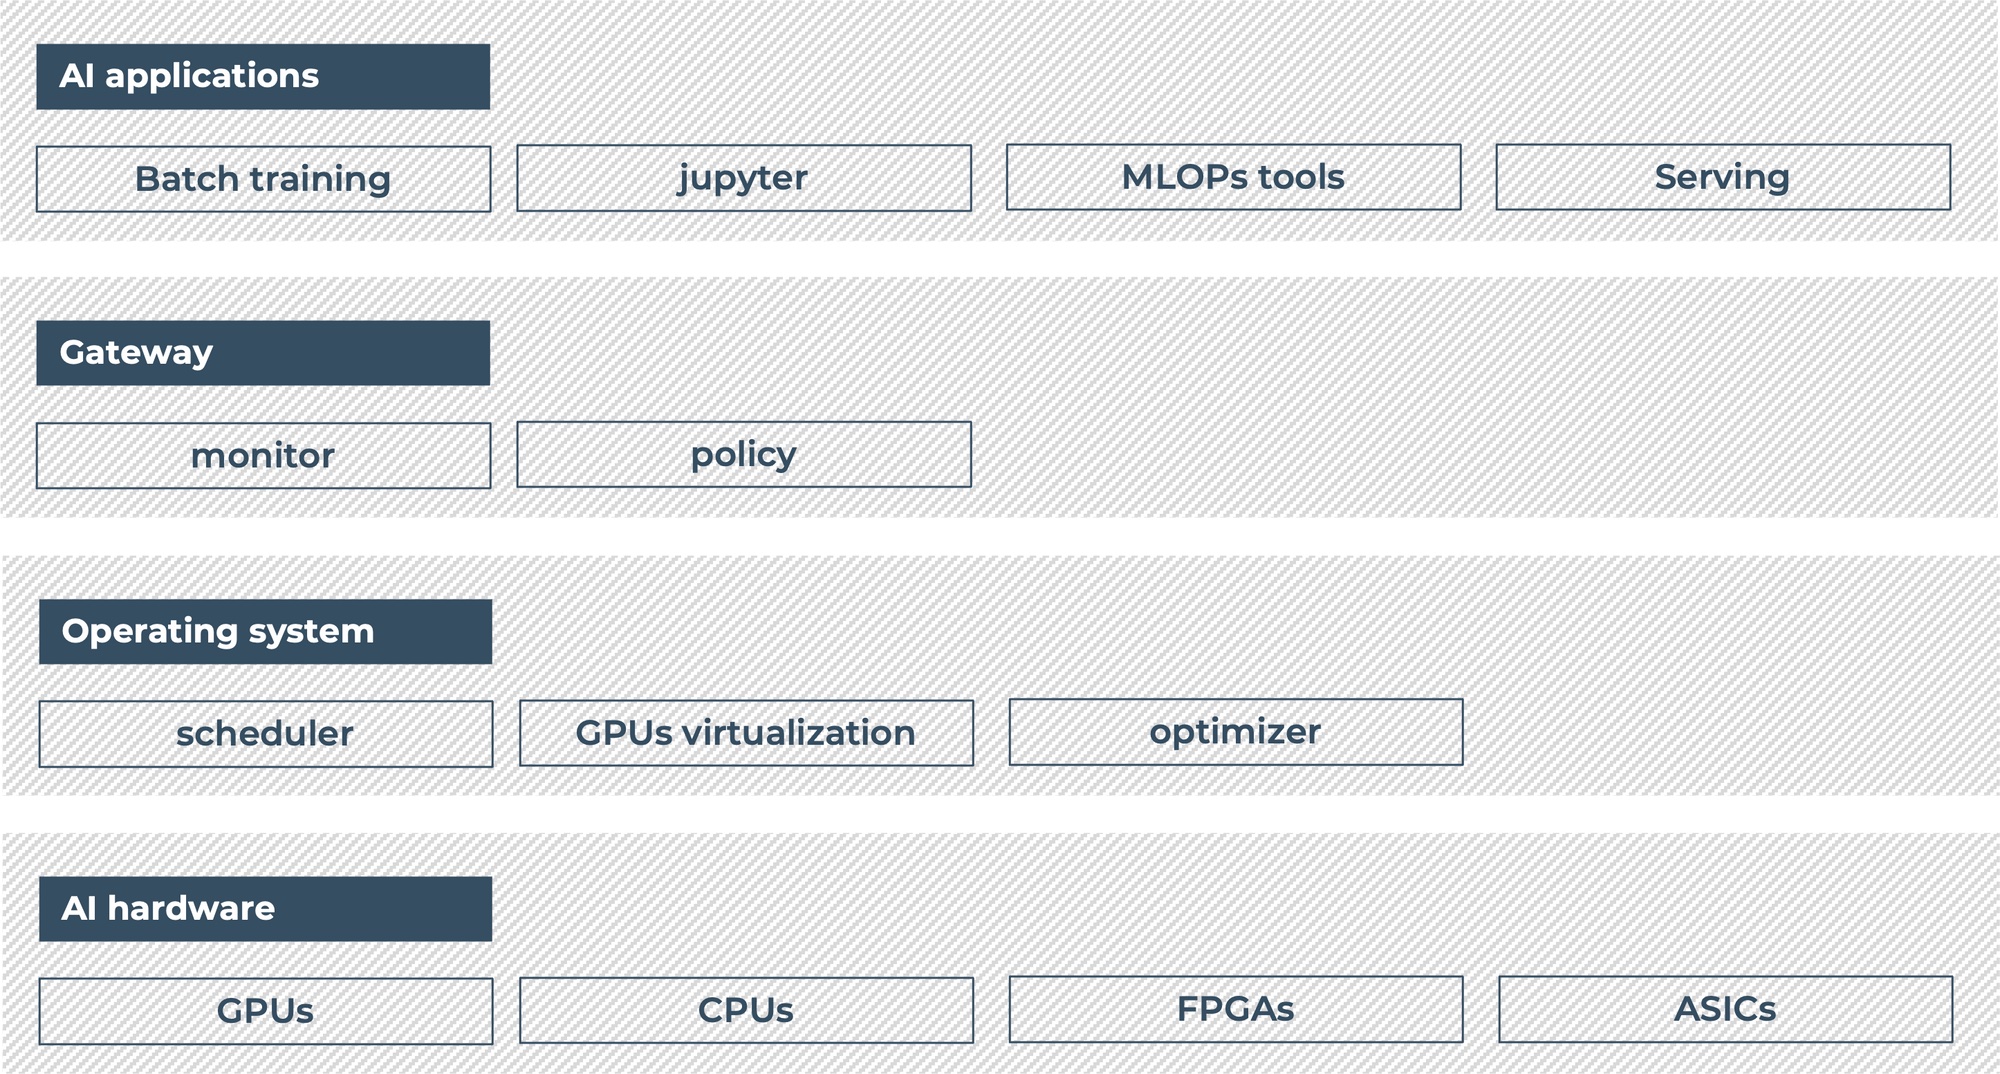 AI applications
Batch training
jupyter
MLOPs tools
Serving
Gateway
monitor
policy
Operating system
scheduler
GPUs virtualization
optimizer
AI hardware
GPUs
CPUs
FPGAs
ASICs